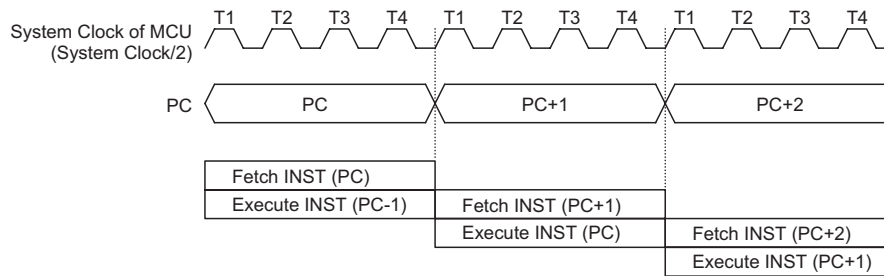 T1 T2 T3 T4 T1 T2 T3 T4 T1 T2 T3 T4
System Clock of MCU
(System Clock/2)
PC PC PC+1 PC+2
Fetch INST (PC)
Execute INST (PC-1) Fetch INST (PC+1)
Execute INST (PC) Fetch INST (PC+2)
Execute INST (PC+1)